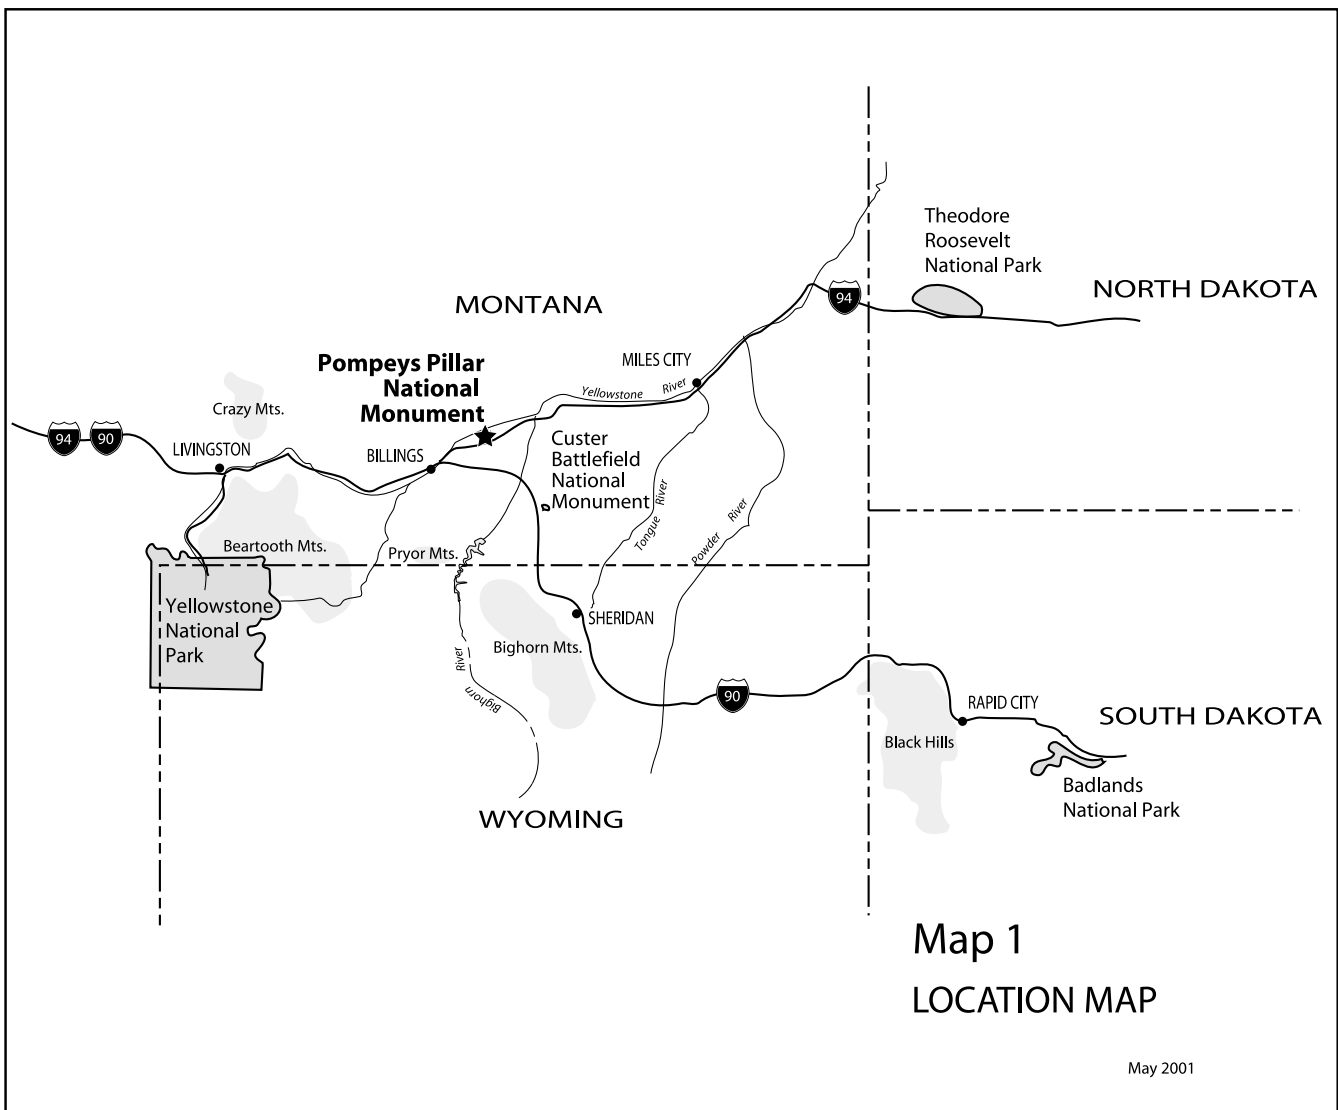 Theodore
Roosevelt
National Park
NORTH DAKOTA
94
MONTANA
MILES CITY
Pompeys Pillar
National
Monument
Yellowstone River
Crazy Mts.
94
90
LIVINGSTON
BILLINGS
Custer
Battlefield
National
Monument
Tongue River
Powder River
Beartooth Mts.
Pryor Mts.
Yellowstone
National
Park
SHERIDAN
Bighorn Mts.
Bighorn River
90
RAPID CITY
SOUTH DAKOTA
Black Hills
Badlands
National Park
WYOMING
Map 1
LOCATION MAP
May 2001